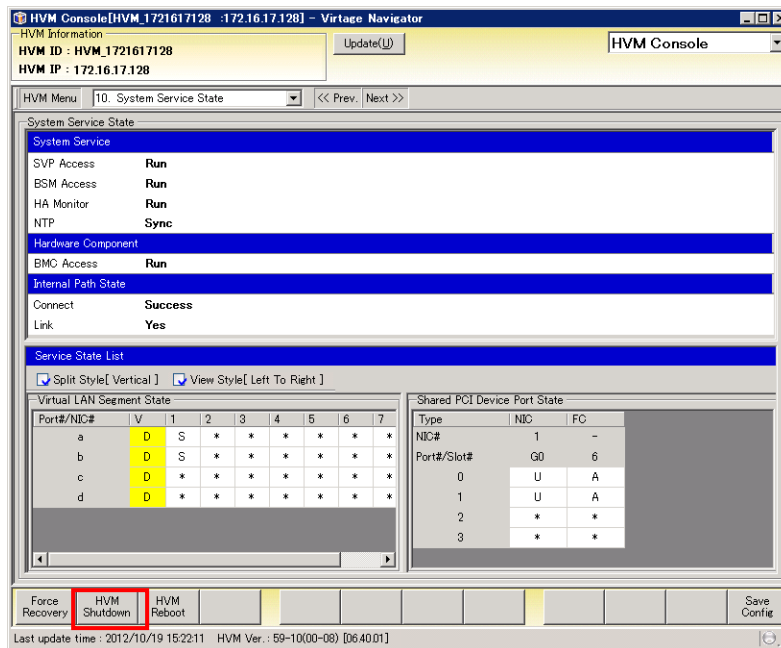 HVM Console[HVM_1721617128 :172.16.17.128] - Virtage Navigator
HVM Information
HVM ID : HVM_1721617128
HVM IP : 172.16.17.128
Update(U)
HVM Console
HVM Menu 10. System Service State << Prev. Next >>
System Service State
System Service
SVP Access Run
BSM Access Run
HA Monitor Run
NTP Sync
Hardware Component
BMC Access Run
Internal Path State
Connect Success
Link Yes
Service State List
Split Style[ Vertical ] View Style[ Left To Right ]
Virtual LAN Segment State
Port#/NIC# V 1 2 3 4 5 6 7
a D S * * * * * *
b D S * * * * * *
c D * * * * * * *
d D * * * * * * *
Shared PCI Device Port State
Type NIC FC
NIC# 1 -
Port#/Slot# G0 6
0 U A
1 U A
2 * *
3 * *
Force Recovery HVM Shutdown HVM Reboot Save Config
Last update time : 2012/10/19 15:22:11 HVM Ver. : 59-10(00-08) [06.40.01]